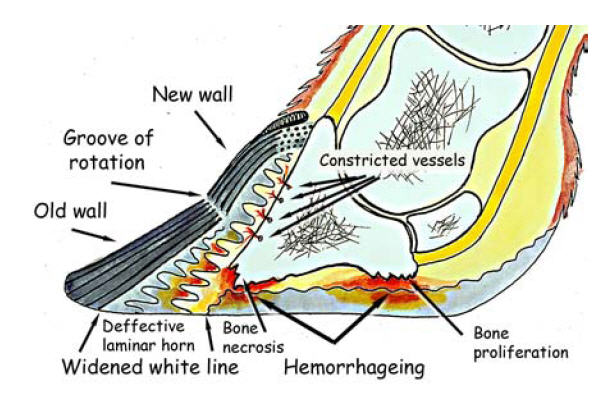 New wall
Groove of
rotation
Constricted vessels
Old wall
Deffective
laminar horn
Bone
necrosis
Bone
proliferation
Widened white line
Hemorrhageing